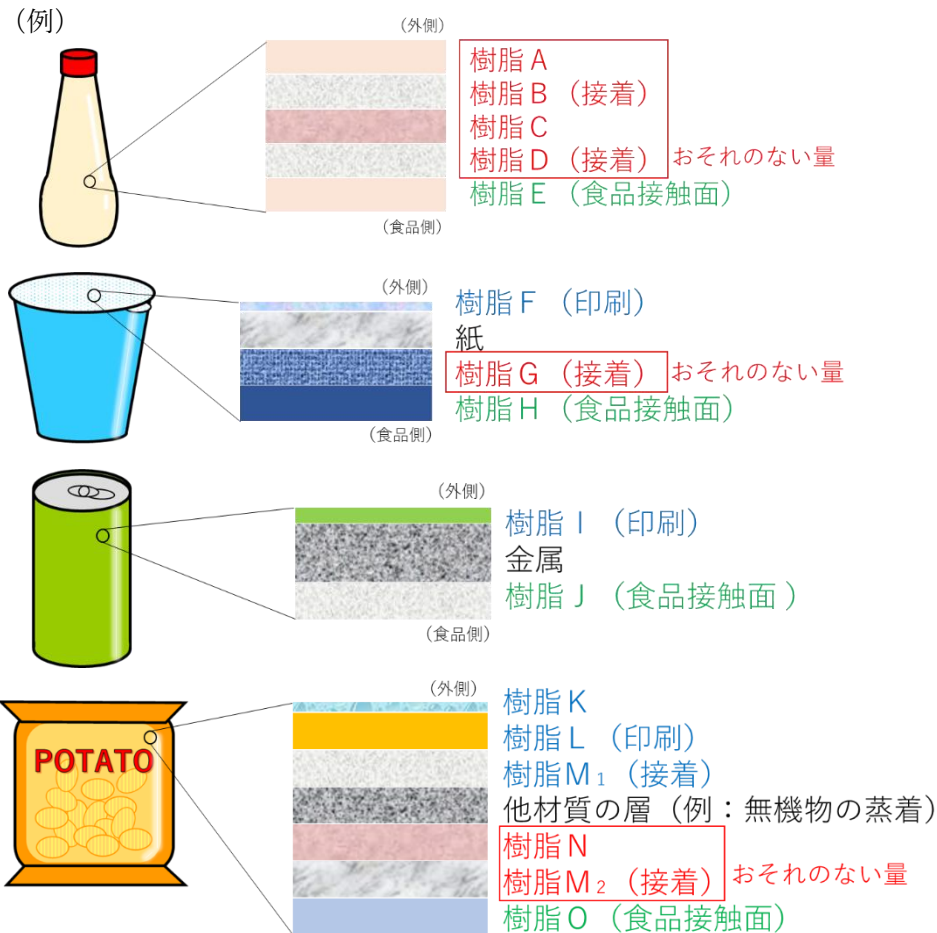 （例）
（外側）
樹脂A
樹脂B（接着）
樹脂C
樹脂D（接着） おそれのない量
樹脂E（食品接触面）
（食品側）
（外側）
樹脂F（印刷）
紙
樹脂G（接着） おそれのない量
樹脂H（食品接触面）
（食品側）
（外側）
樹脂I（印刷）
金属
樹脂J（食品接触面）
（食品側）
（外側）
樹脂K
樹脂L（印刷）
樹脂M₁（接着）
他材質の層（例：無機物の蒸着）
樹脂N
樹脂M₂（接着） おそれのない量
樹脂O（食品接触面）
POTATO